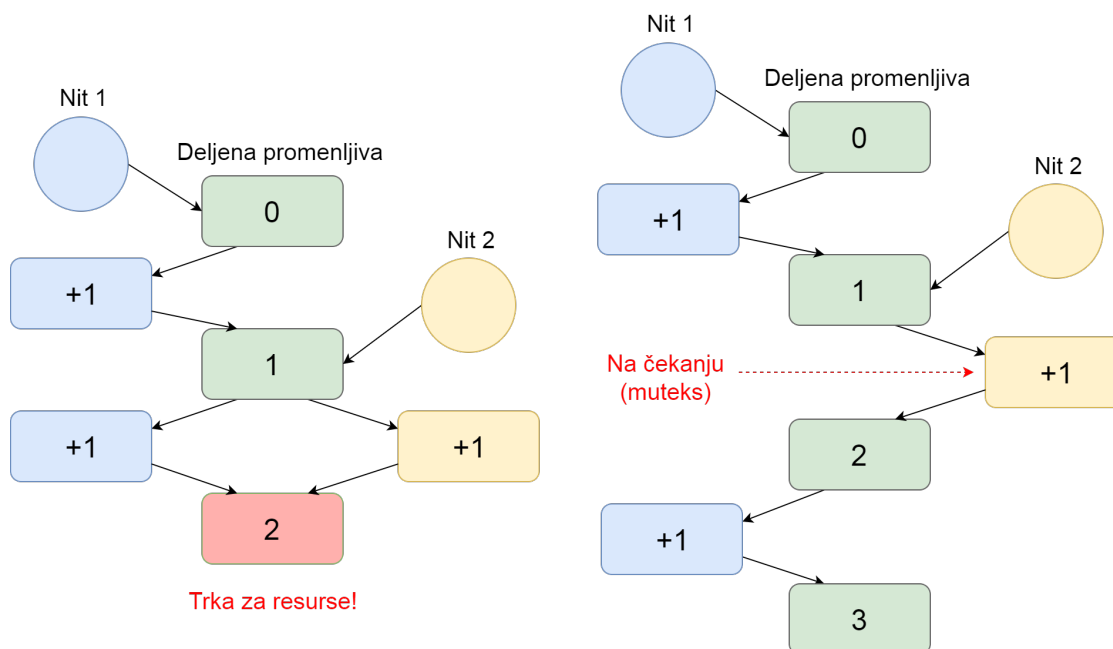 Nit 1
Deljena promenljiva
0
+1
Nit 2
1
+1
+1
2
Trka za resurse!
Nit 1
Deljena promenljiva
0
Nit 2
+1
1
Na čekanju
(muteks)
+1
2
+1
3